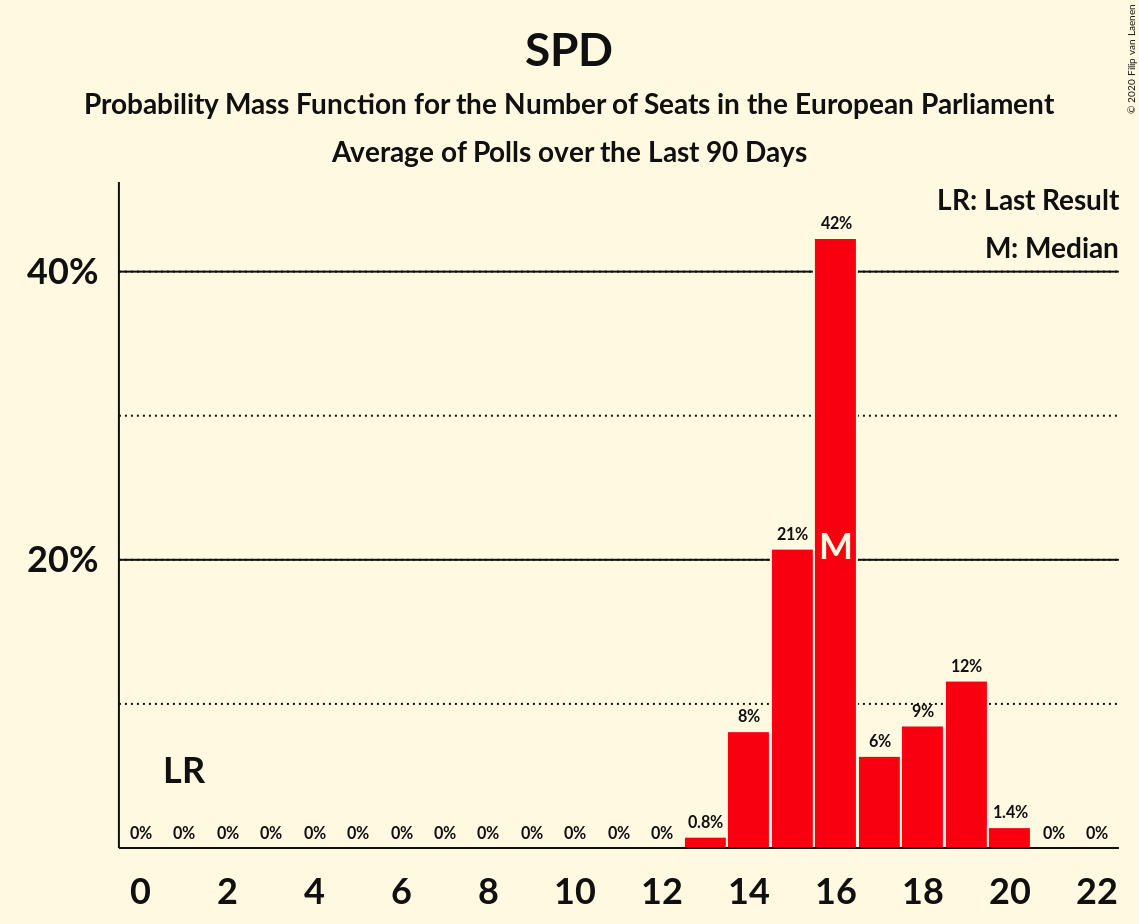 SPD
Probability Mass Function for the Number of Seats in the European Parliament
Average of Polls over the Last 90 Days
© 2020 Filip van Laenen
LR: Last Result
M: Median
42%
40%
21%
M
20%
12%
8%
9%
6%
LR
0.8%
1.4%
0% 0% 0% 0% 0% 0% 0% 0% 0% 0% 0% 0% 0% 0% 0%
0 2 4 6 8 10 12 14 16 18 20 22